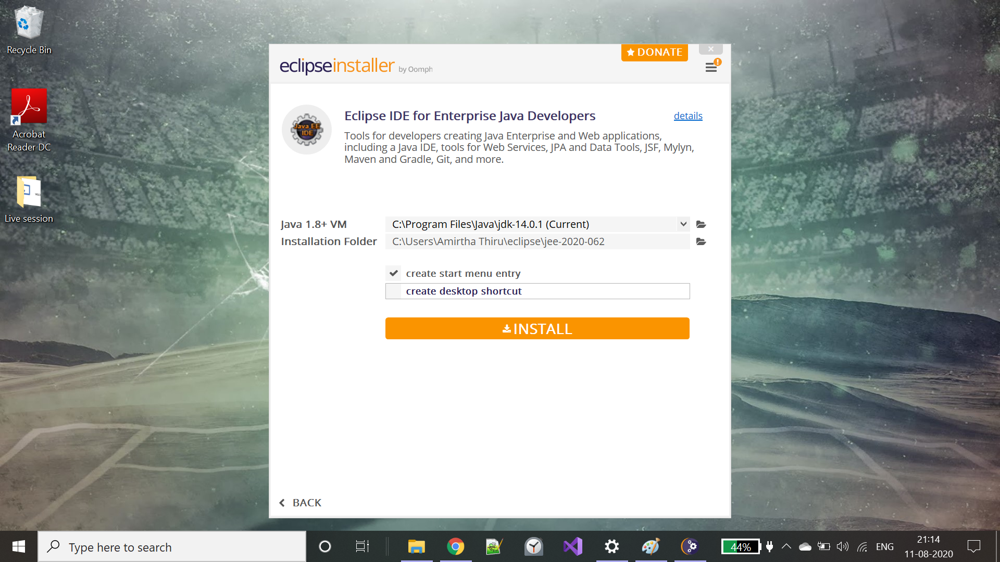 Recycle Bin
Acrobat
Reader DC
Live session
DONATE
eclipseinstaller by Oomph
Java EE
IDE
Eclipse IDE for Enterprise Java Developers
details
Tools for developers creating Java Enterprise and Web applications,
including a Java IDE, tools for Web Services, JPA and Data Tools, JSF, Mylyn,
Maven and Gradle, Git, and more.
Java 1.8+ VM
C:\Program Files\Java\jdk-14.0.1 (Current)
Installation Folder
C:\Users\Amirtha Thiru\eclipse\jee-2020-062
create start menu entry
create desktop shortcut
INSTALL
BACK
Type here to search
44%
ENG
21:14
11-08-2020